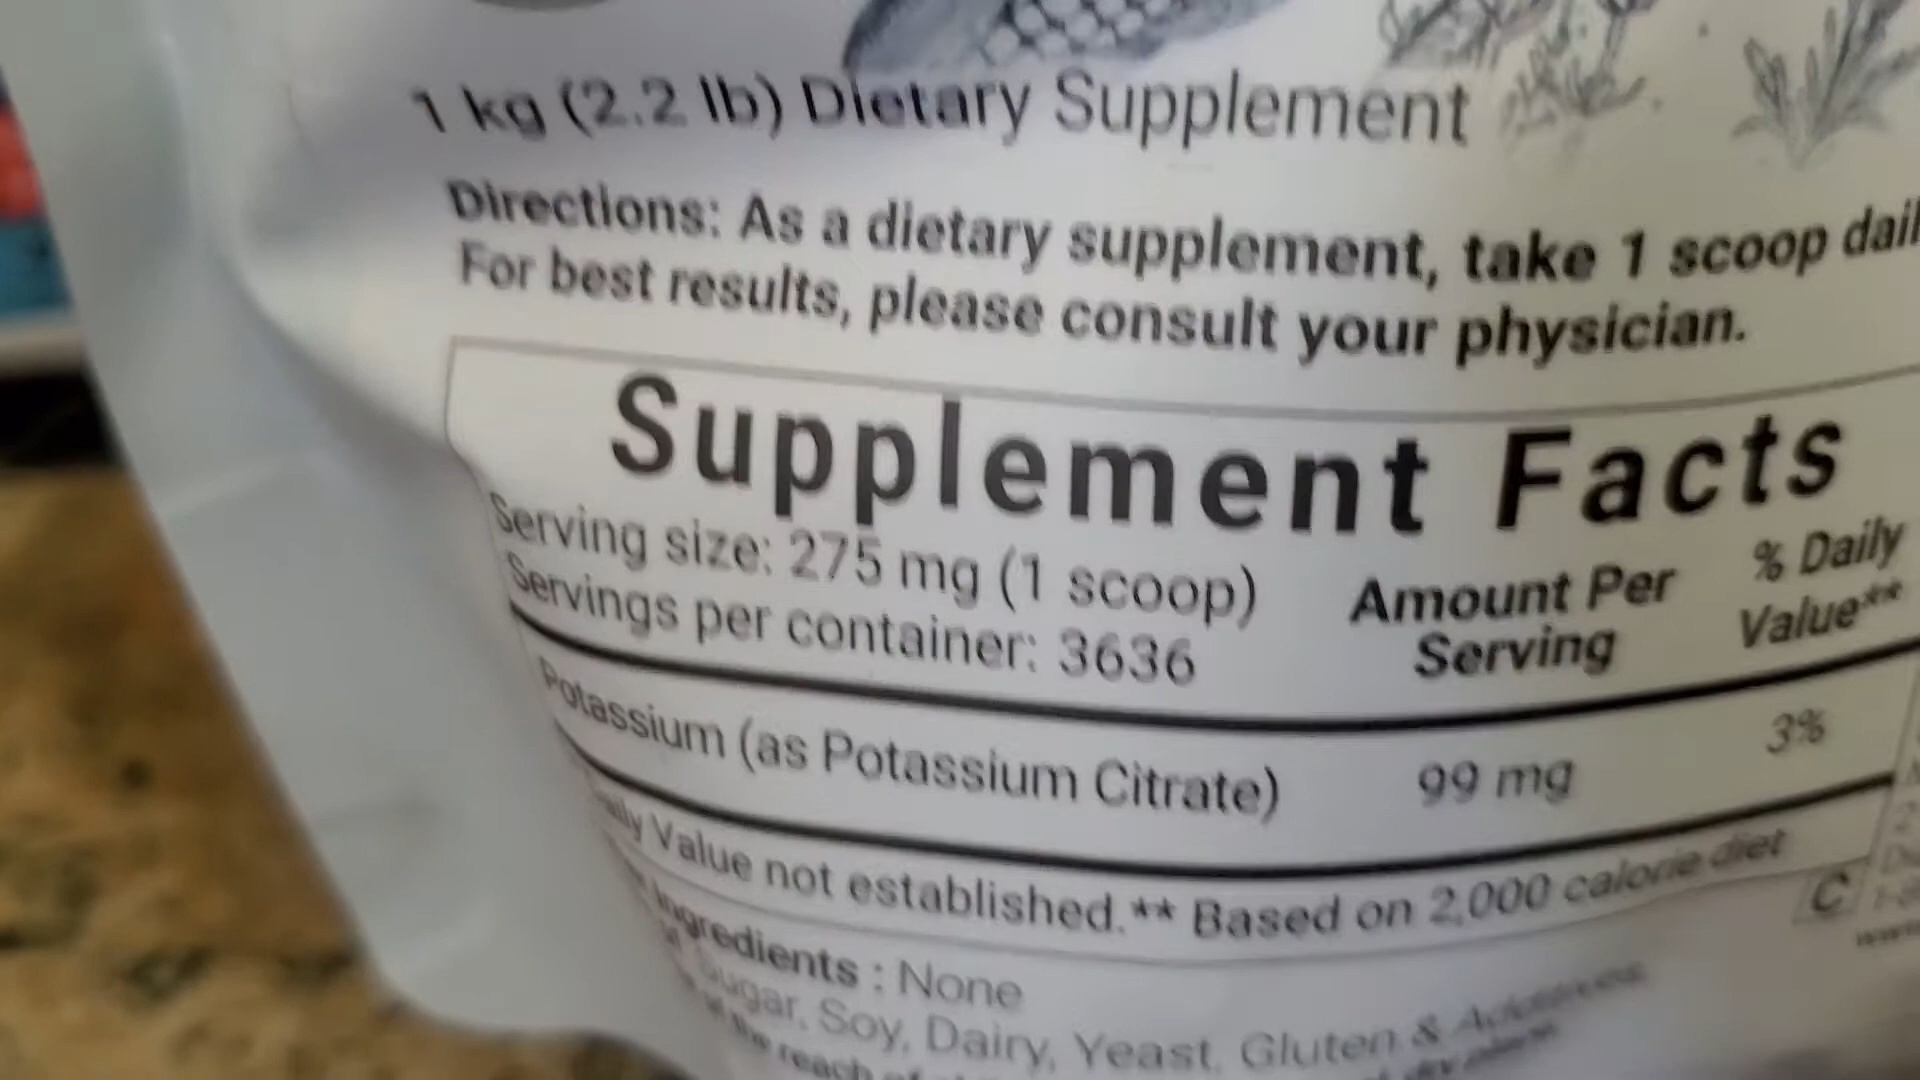 1 kg (2.2 lb) Dietary Supplement
Directions: As a dietary supplement, take 1 scoop
For best results, please consult your physician.
Supplement Facts
Serving size: 275 mg (1 scoop)
Servings per container: 3636
Amount Per
Serving
% Daily
Value**
Potassium (as Potassium Citrate) 99 mg 3%
Value not established.** Based on 2,000 calorie diet
Ingredients : None
Sugar, Soy, Dairy, Yeast, Gluten & Additives
reach of
C